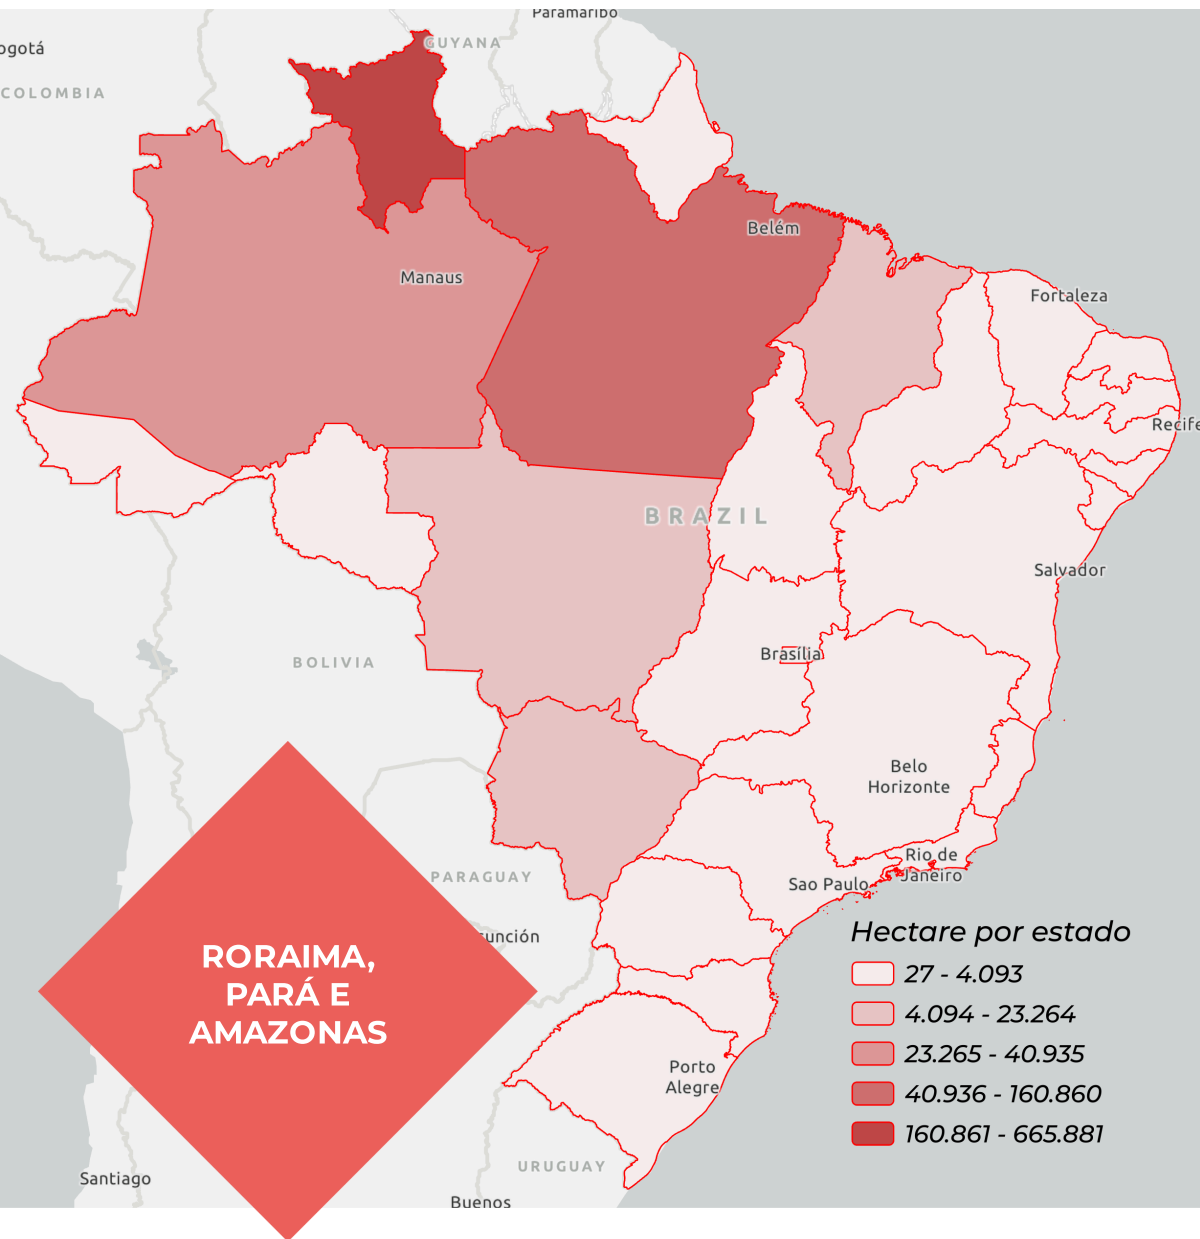 Paramaribo
ogotá
GUYANA
COLOMBIA
Belém
Manaus
Fortaleza
Recife
BRAZIL
Salvador
Brasília
BOLIVIA
Belo
Horizonte
Rio de
Janeiro
Sao Paulo
PARAGUAY
sunción
RORAIMA,
PARÁ E
AMAZONAS
Hectare por estado
27 - 4.093
4.094 - 23.264
23.265 - 40.935
40.936 - 160.860
160.861 - 665.881
Porto
Alegre
URUGUAY
Santiago
Buenos